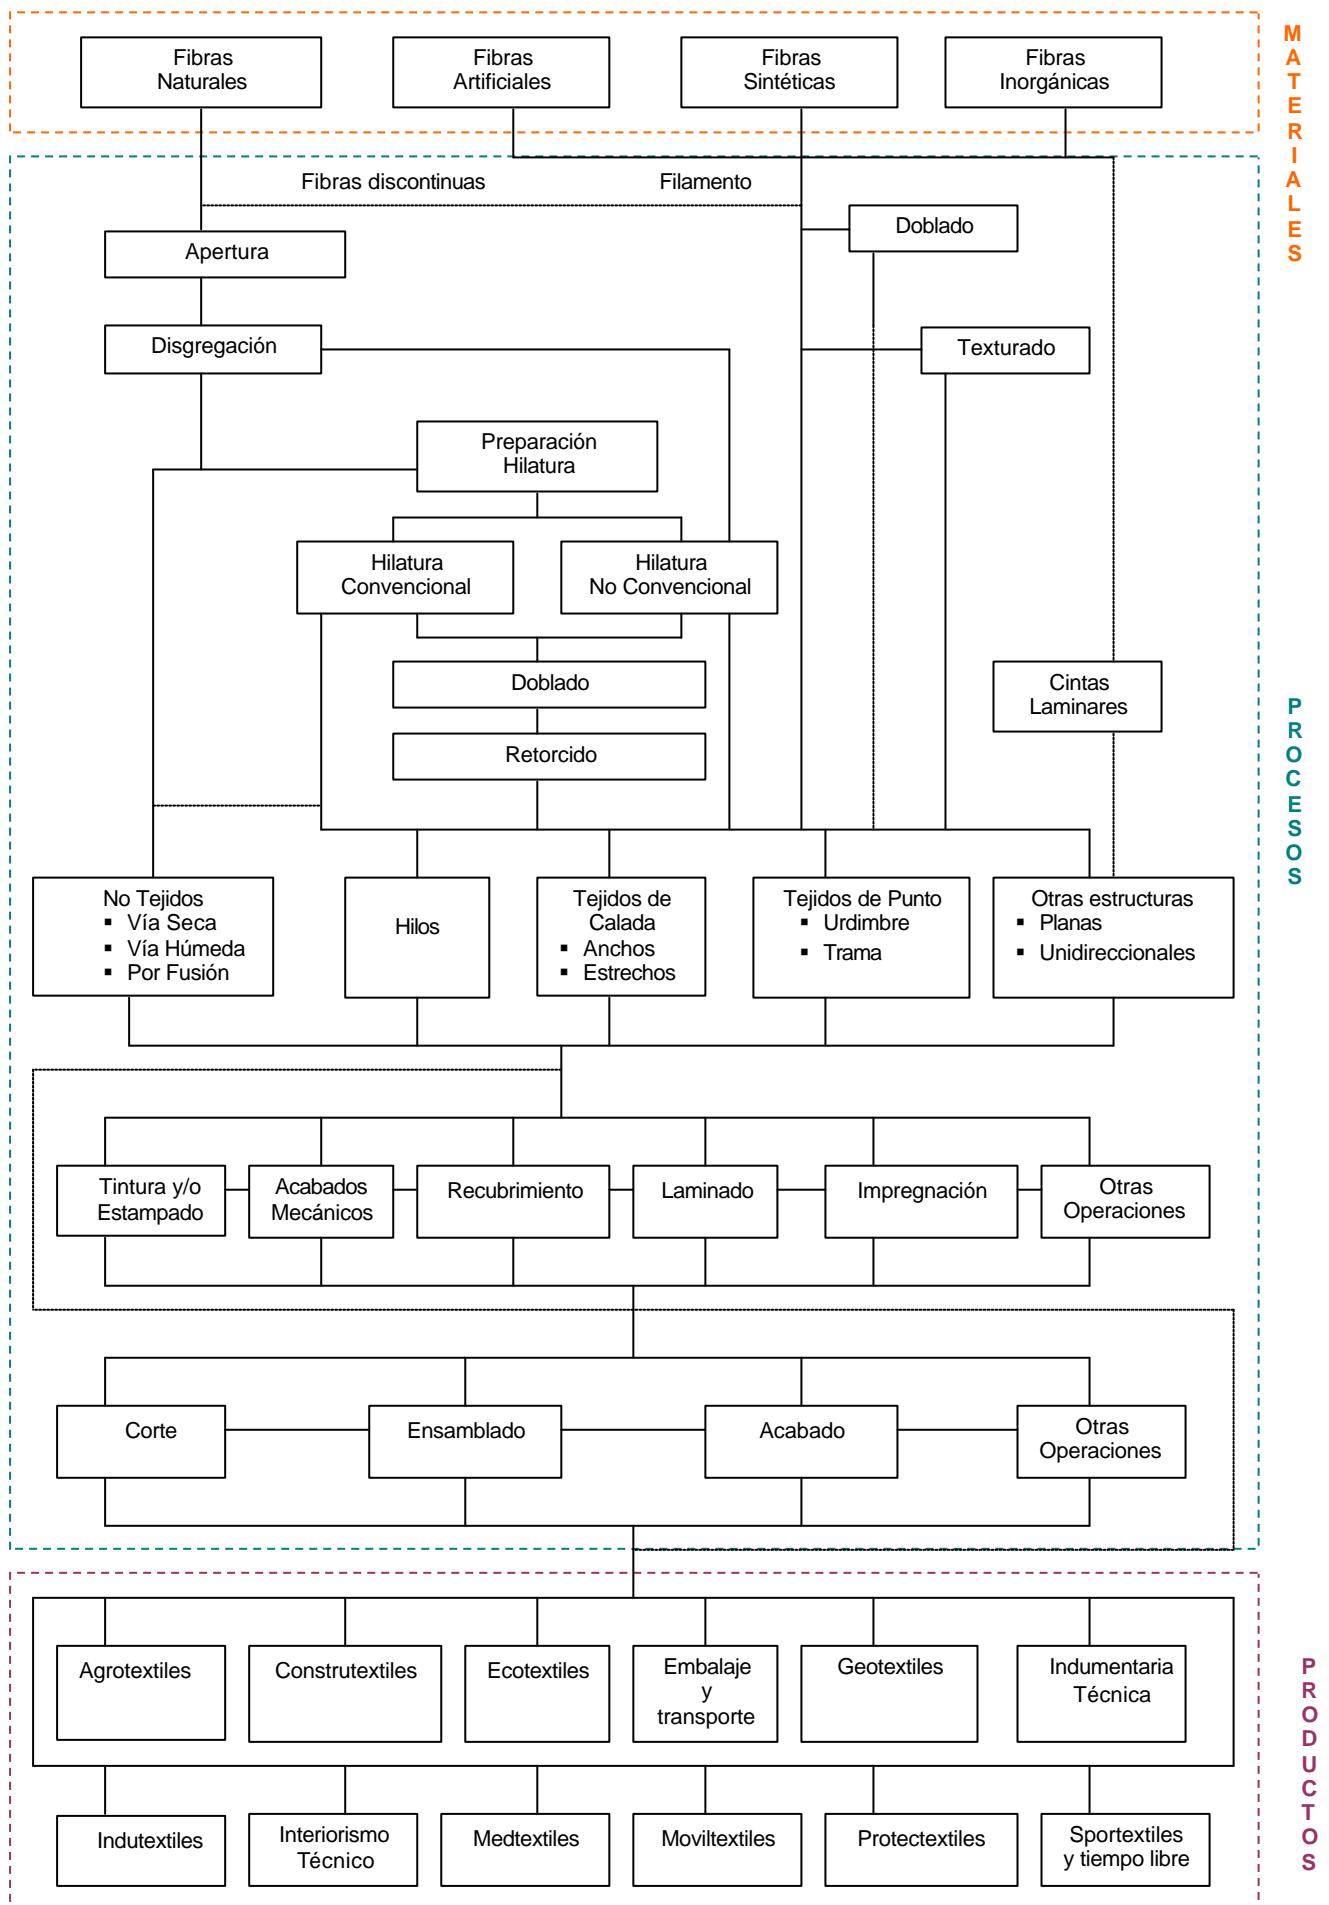 Fibras
Naturales
Fibras
Artificiales
Fibras
Sintéticas
Fibras
Inorgánicas
MATERIALES
Fibras discontinuas
Filamento
Apertura
Doblado
Disgregación
Texturado
Preparación
Hilatura
Hilatura
Convencional
Hilatura
No Convencional
Doblado
Cintas
Laminares
Retorcido
PROCESOS
No Tejidos
▪ Vía Seca
▪ Vía Húmeda
▪ Por Fusión
Hilos
Tejidos de
Calada
▪ Anchos
▪ Estrechos
Tejidos de Punto
▪ Urdimbre
▪ Trama
Otras estructuras
▪ Planas
▪ Unidireccionales
Tintura y/o
Estampado
Acabados
Mecánicos
Recubrimiento
Laminado
Impregnación
Otras
Operaciones
Corte
Ensamblado
Acabado
Otras
Operaciones
Agrotextiles
Construtextiles
Ecotextiles
Embalaje
y
transporte
Geotextiles
Indumentaria
Técnica
PRODUCTOS
Indutextiles
Interiorismo
Técnico
Medtextiles
Moviltextiles
Protectextiles
Sportextiles
y tiempo libre